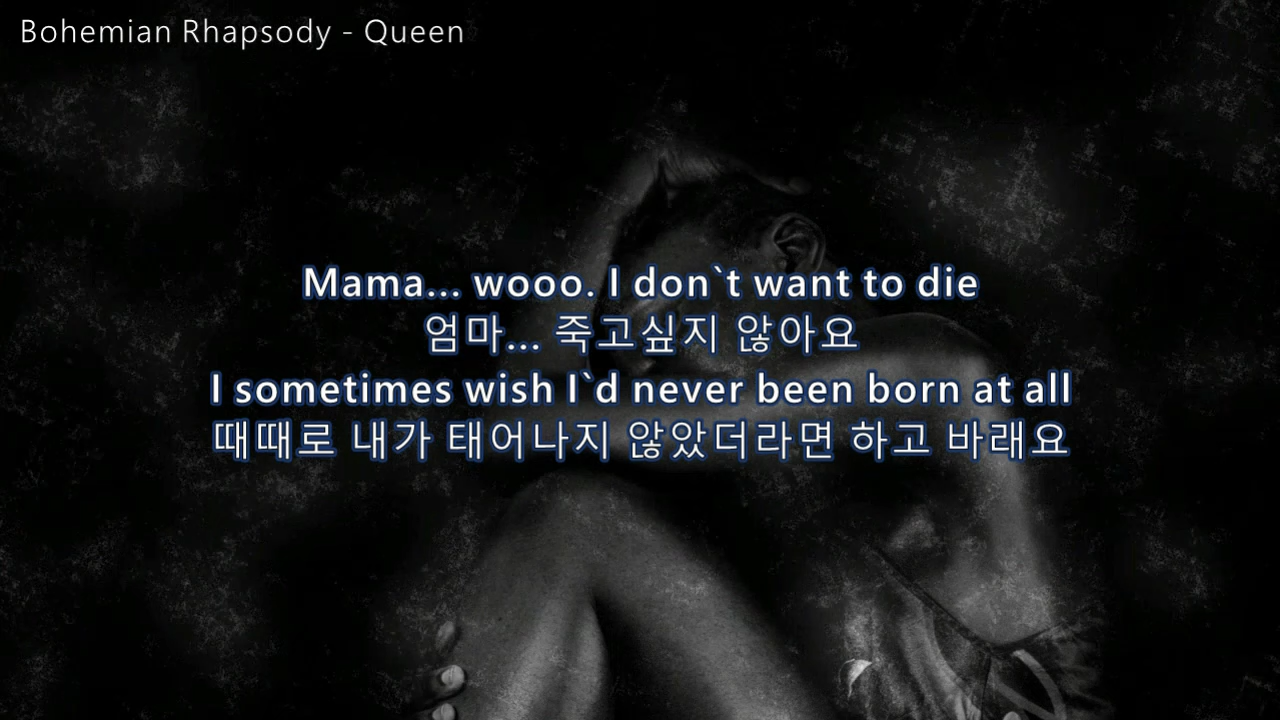 Bohemian Rhapsody - Queen
Mama... wooo. I don`t want to die
엄마... 죽고싶지 않아요
I sometimes wish I`d never been born at all
때때로 내가 태어나지 않았더라면 하고 바래요